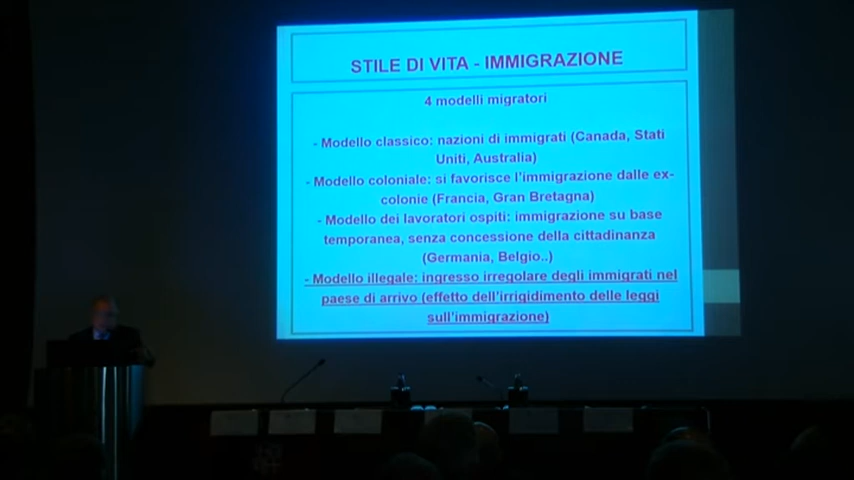 STILE DI VITA - IMMIGRAZIONE
4 modelli migratori
- Modello classico: nazioni di immigrati (Canada, Stati
Uniti, Australia)
- Modello coloniale: si favorisce l'immigrazione dalle ex-
colonie (Francia, Gran Bretagna)
- Modello dei lavoratori ospiti: immigrazione su base
temporanea, senza concessione della cittadinanza
(Germania, Belgio..)
- Modello illegale: ingresso irregolare degli immigrati nel
paese di arrivo (effetto dell'irrigidimento delle leggi
sull'immigrazione)